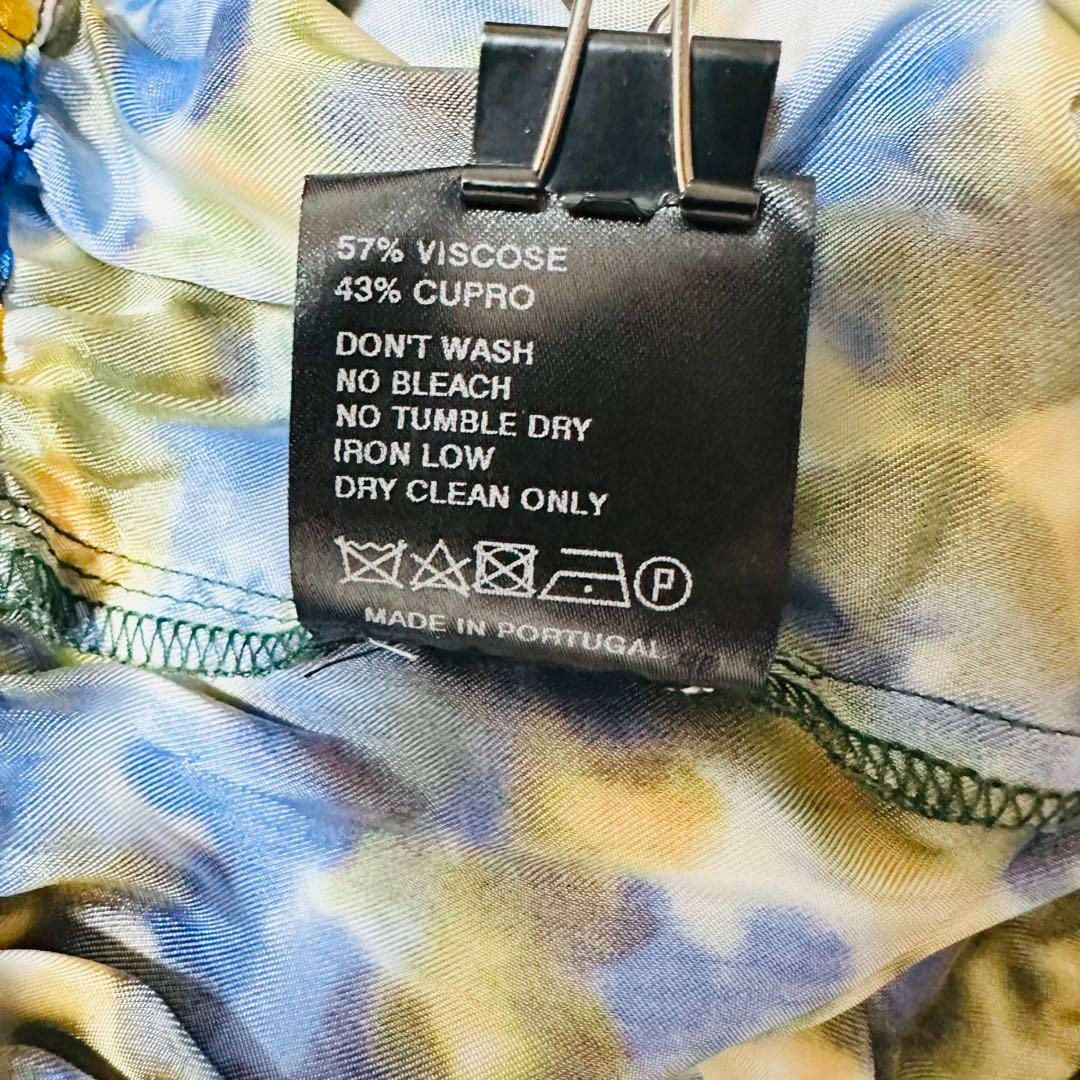 57% VISCOSE
43% CUPRO
DON'T WASH
NO BLEACH
NO TUMBLE DRY
IRON LOW
DRY CLEAN ONLY
P
MADE IN PORTUGAL